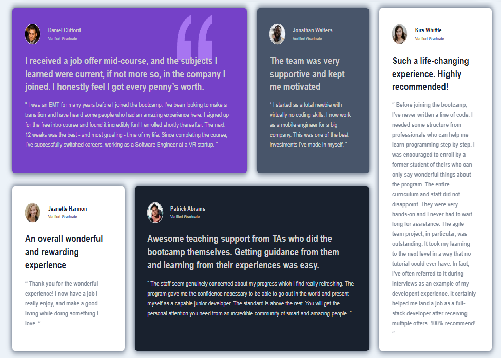 Daniel Clifford
Verified Graduate
I received a job offer mid-course, and the subjects I
learned were current, if not more so, in the company I
joined. I honestly feel I got every penny's worth.
" I was an EMT for many years before I joined the bootcamp. I've been looking to make a
transition and have heard some people who had an amazing experience here. I signed up
for the free intro course and found it incredibly fun! I enrolled shortly thereafter. The next
12 weeks was the best - and most grueling - time of my life. Since completing the course,
I've successfully switched careers, working as a Software Engineer at a VR startup. "
Jonathan Walters
Verified Graduate
The team was very
supportive and kept
me motivated
" I started as a total newbie with
virtually no coding skills. I now work
as a mobile engineer for a big
company. This was one of the best
investments I've made in myself. "
Kira Whittle
Verified Graduate
Such a life-changing
experience. Highly
recommended!
" Before joining the bootcamp,
I've never written a line of code. I
needed some structure from
professionals who can help me
learn programming step by step. I
was encouraged to enroll by a
former student of theirs who can
only say wonderful things about
the program. The entire
curriculum and staff did not
disappoint. They were very
hands-on and I never had to wait
long for assistance. The agile
team project, in particular, was
outstanding. It took my learning
to the next level in a way that no
tutorial could ever have. In fact,
I've often referred to it during
interviews as an example of my
developent experience. It certainly
helped me land a job as a full-
stack developer after receiving
multiple offers. 100% recommend!
"
Jeanette Harmon
Verified Graduate
An overall wonderful
and rewarding
experience
" Thank you for the wonderful
experience! I now have a job I
really enjoy, and make a good
living while doing something I
love. "
Patrick Abrams
Verified Graduate
Awesome teaching support from TAs who did the
bootcamp themselves. Getting guidance from them
and learning from their experiences was easy.
" The staff seem genuinely concerned about my progress which I find really refreshing. The
program gave me the confidence necessary to be able to go out in the world and present
myself as a capable junior developer. The standard is above the rest. You will get the
personal attention you need from an incredible community of smart and amazing people. "